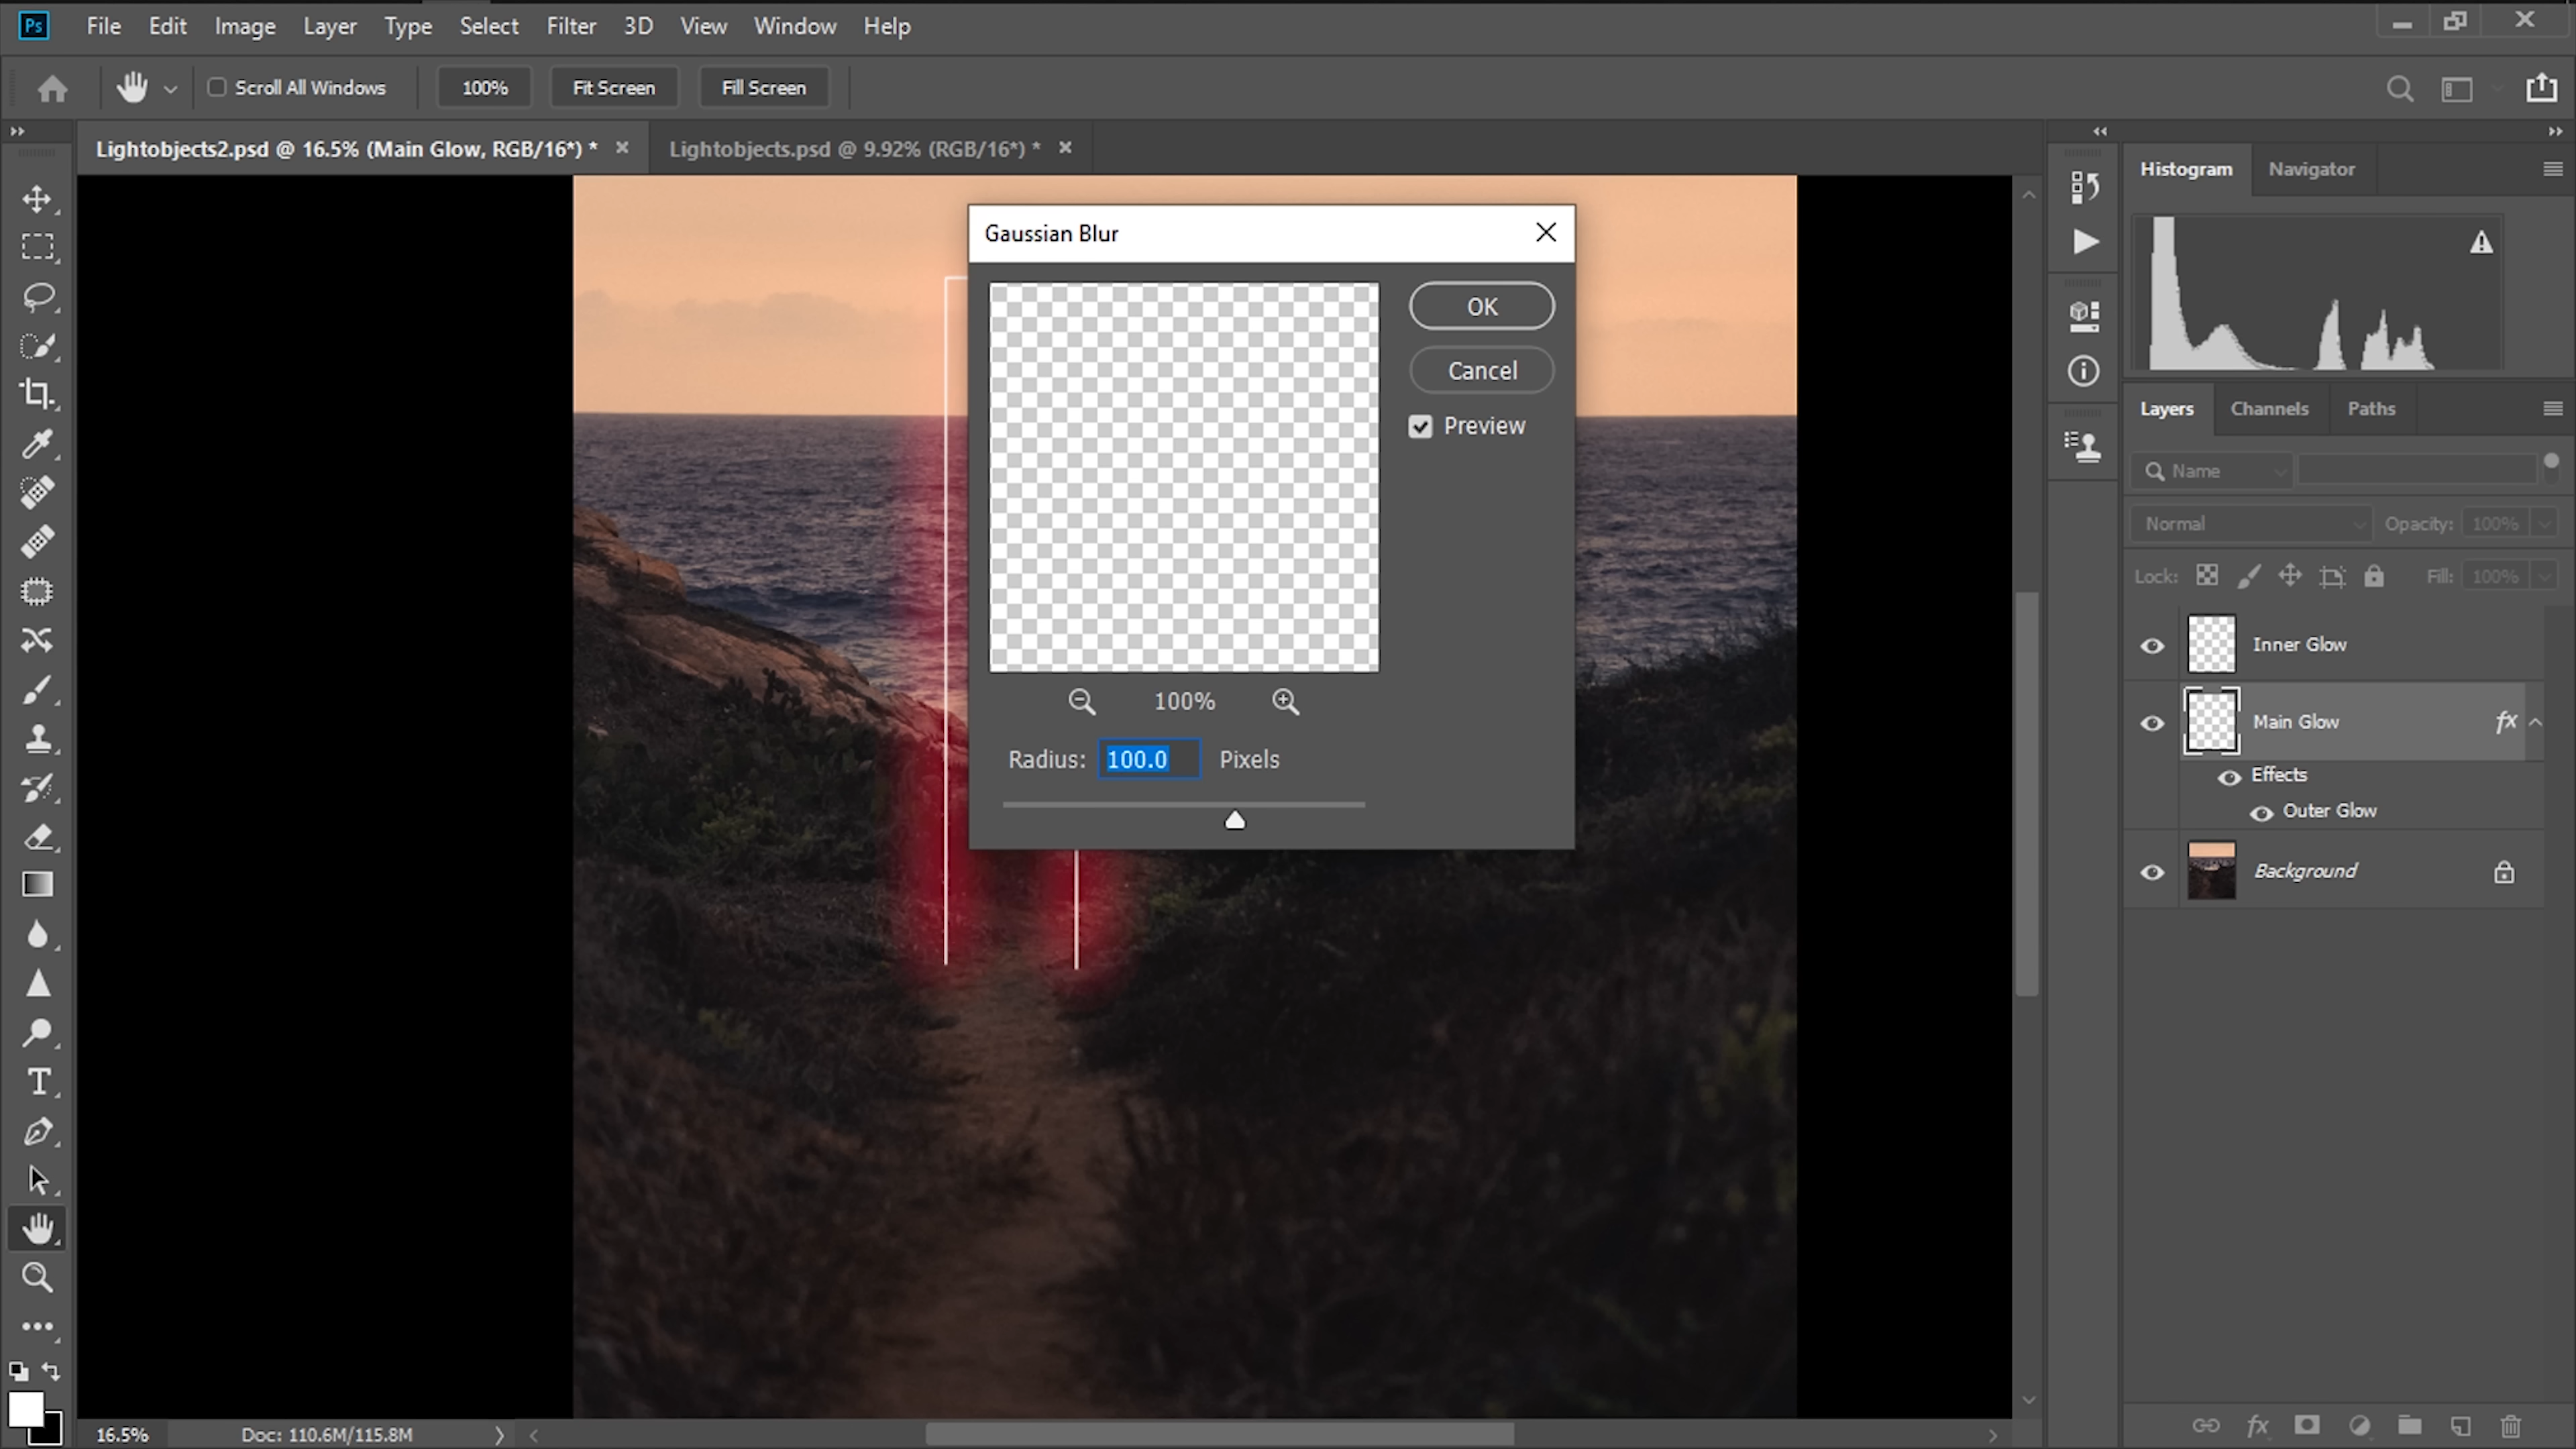 Ps File Edit Image Layer Type Select Filter 3D View Window Help
Scroll All Windows 100% Fit Screen Fill Screen
Lightobjects2.psd @ 16.5% (Main Glow, RGB/16*) * Lightobjects.psd @ 9.92% (RGB/16*) *
Histogram Navigator
Gaussian Blur
OK
Cancel
Preview
100%
Radius: 100.0 Pixels
Layers Channels Paths
Name
Normal Opacity: 100%
Lock: Fill: 100%
Inner Glow
Main Glow fx
Effects
Outer Glow
Background
16.5% Doc: 110.6M/115.8M
fx